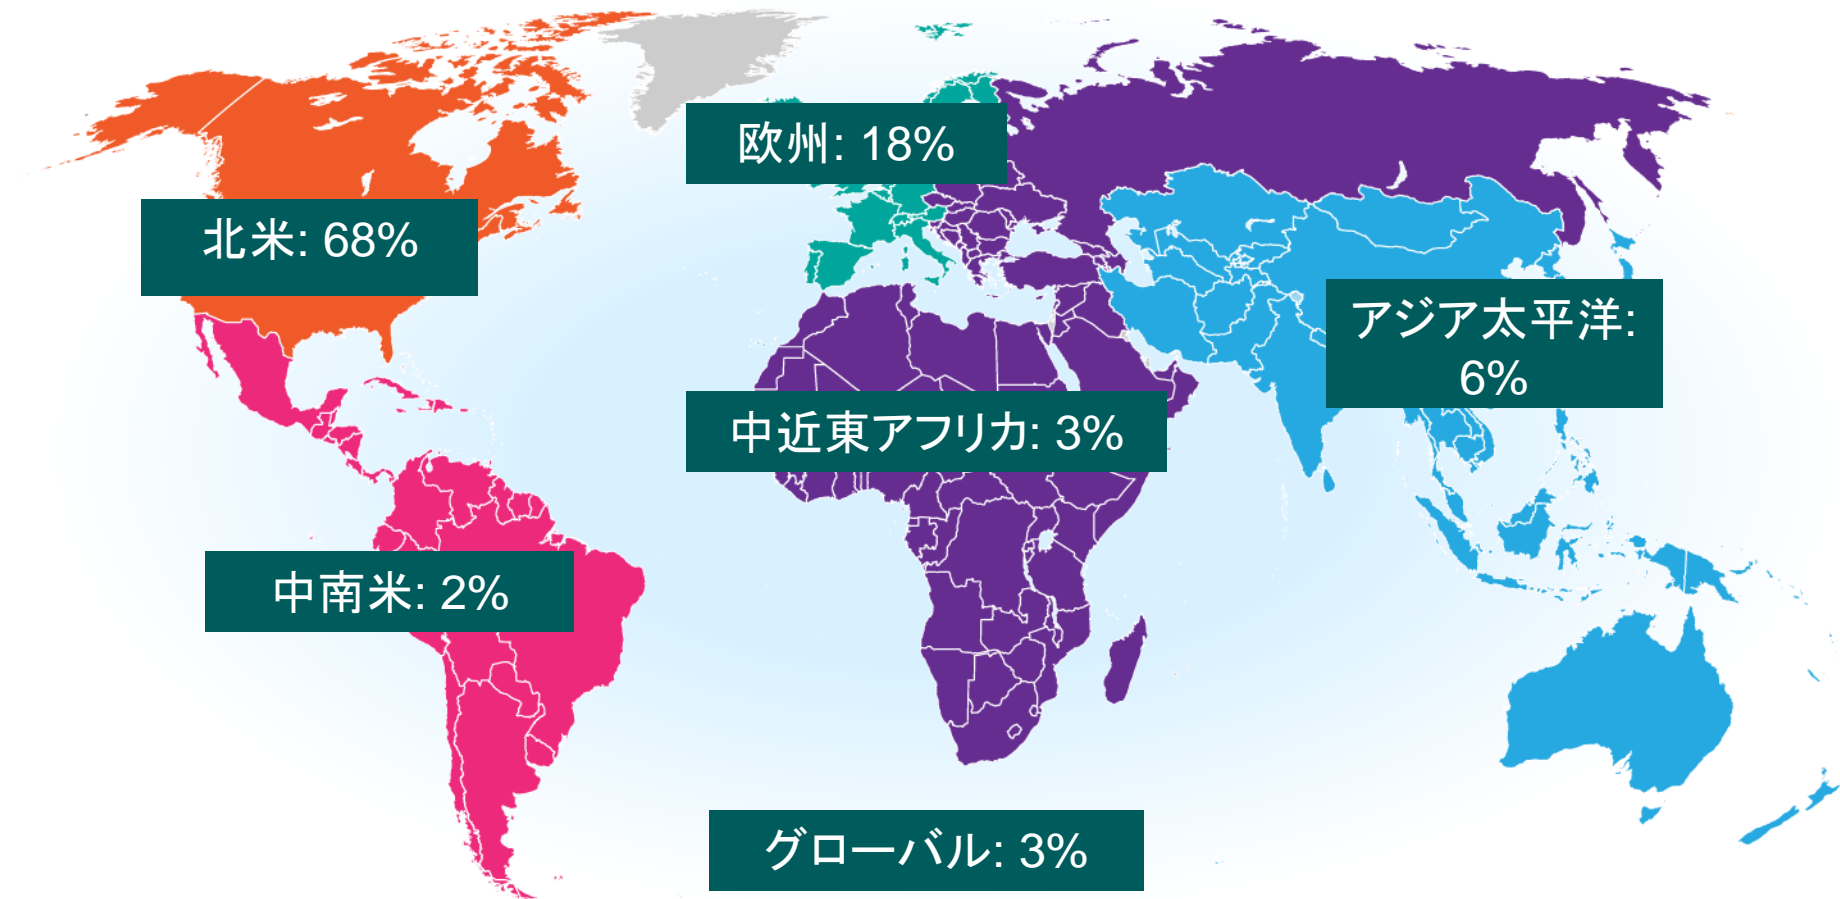 欧州: 18%
北米: 68%
アジア太平洋:
6%
中近東アフリカ: 3%
中南米: 2%
グローバル: 3%